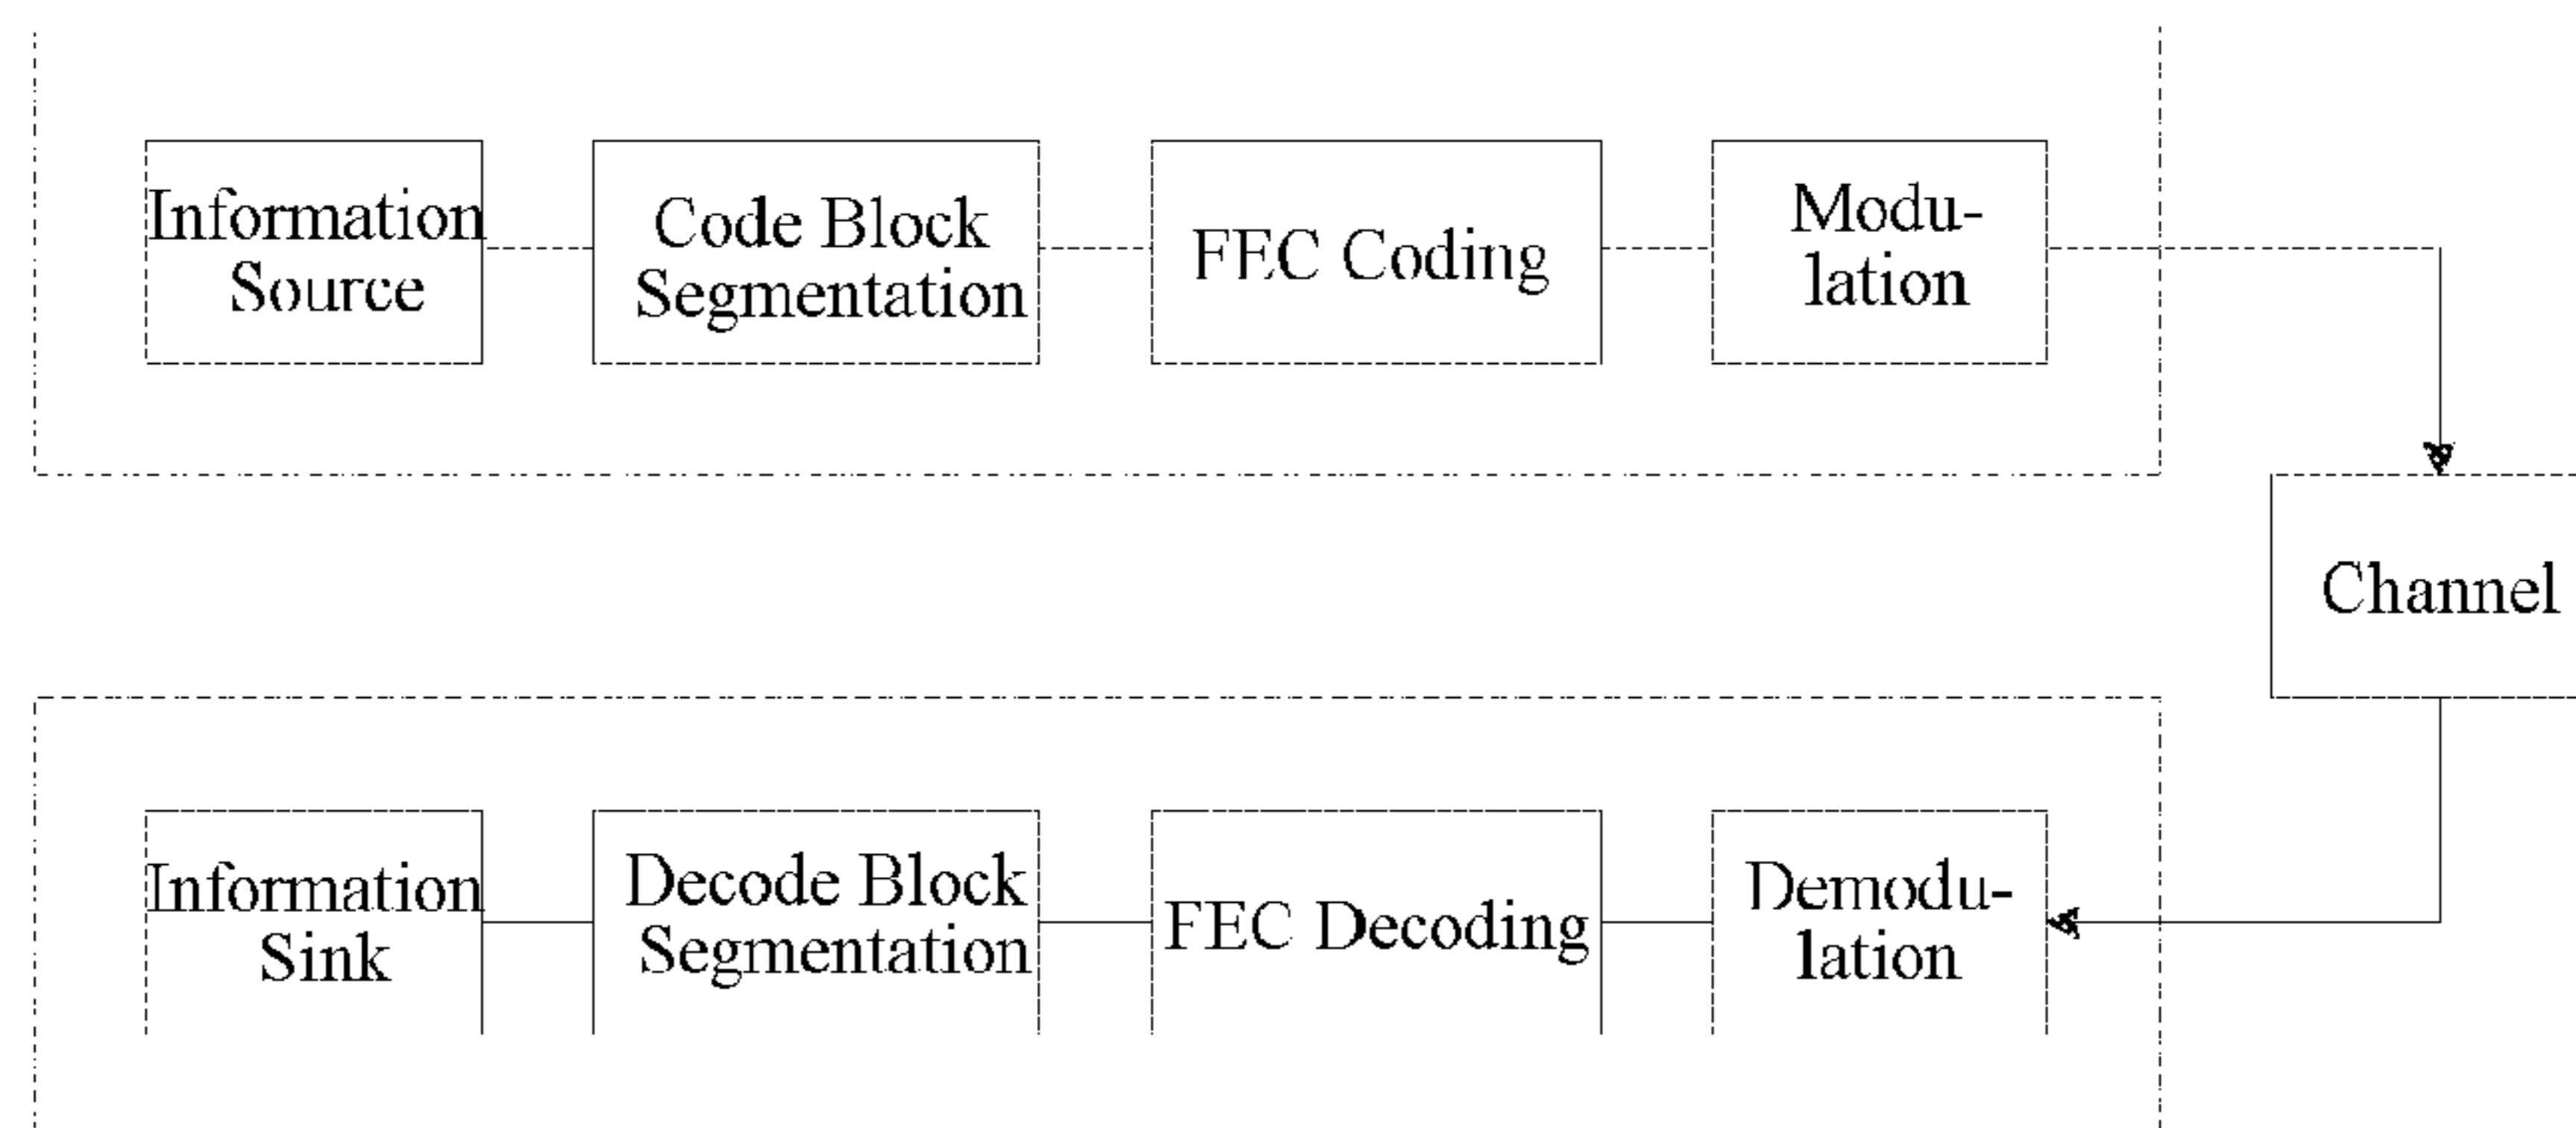 Information
Source
Code Block
Segmentation
FEC Coding
Modu-
lation
Channel
Information
Sink
Decode Block
Segmentation
FEC Decoding
Demodu-
lation